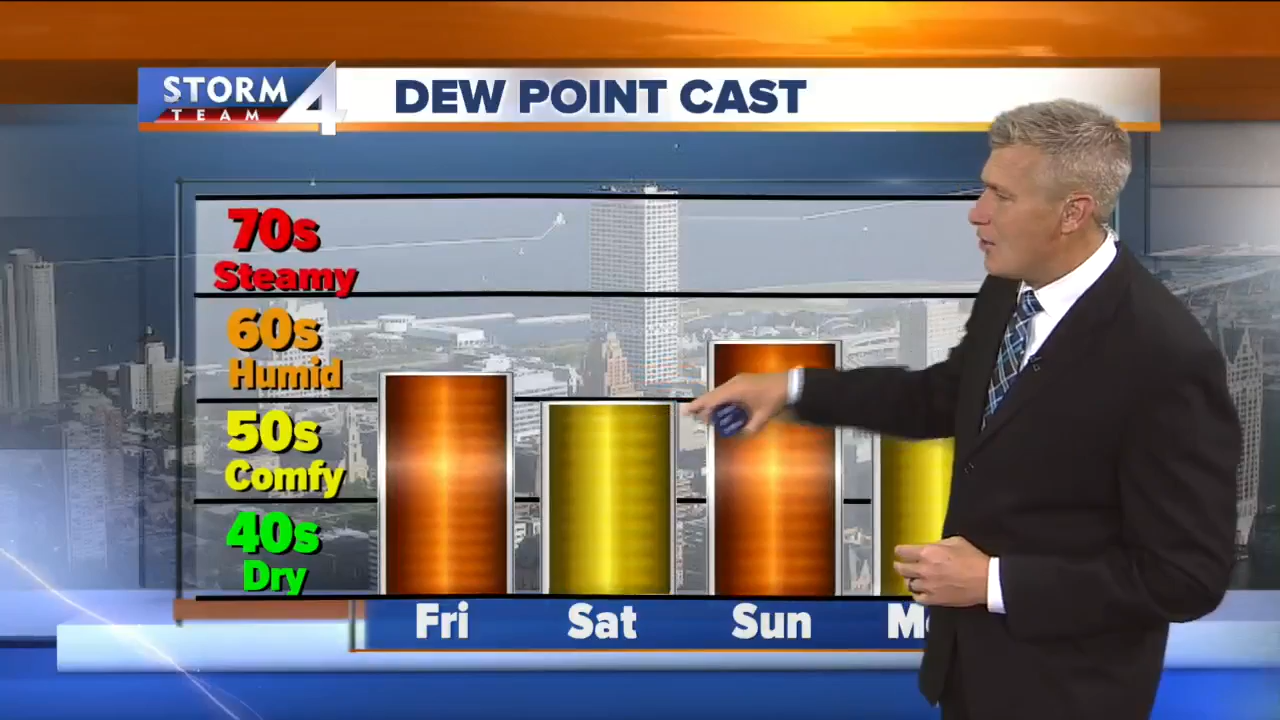 STORM
TEAM
4
DEW POINT CAST
70s
Steamy
60s
Humid
50s
Comfy
40s
Dry
Fri
Sat
Sun